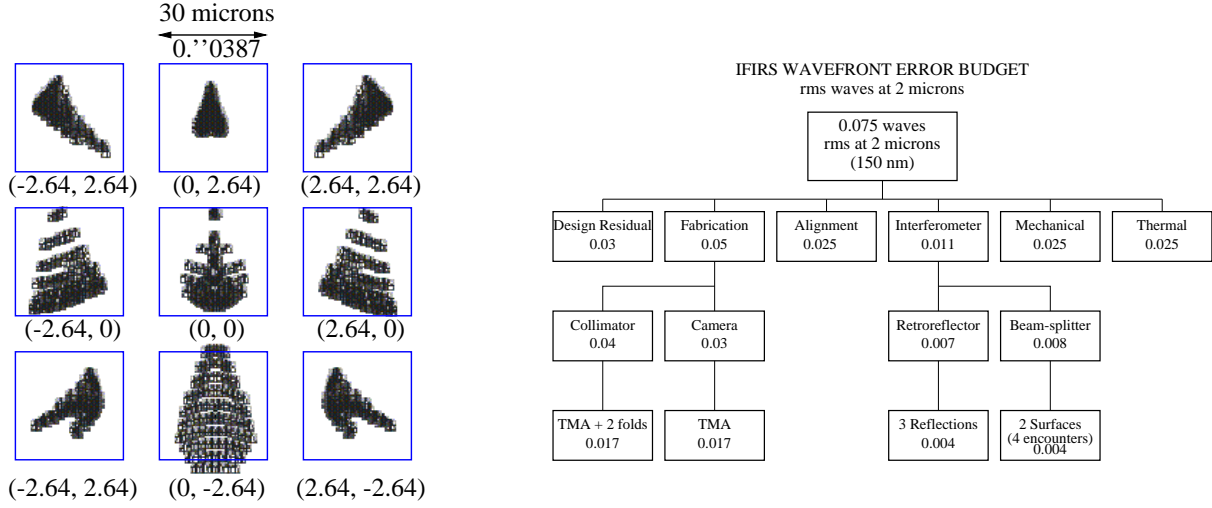 30 microns
0.’’0387
(-2.64, 2.64)
(0, 2.64)
(2.64, 2.64)
(-2.64, 0)
(0, 0)
(2.64, 0)
(-2.64, 2.64)
(0, -2.64)
(2.64, -2.64)
IFIRS WAVEFRONT ERROR BUDGET
rms waves at 2 microns
0.075 waves
rms at 2 microns
(150 nm)
Design Residual
0.03
Fabrication
0.05
Alignment
0.025
Interferometer
0.011
Mechanical
0.025
Thermal
0.025
Collimator
0.04
Camera
0.03
Retroreflector
0.007
Beam-splitter
0.008
TMA + 2 folds
0.017
TMA
0.017
3 Reflections
0.004
2 Surfaces
(4 encounters)
0.004